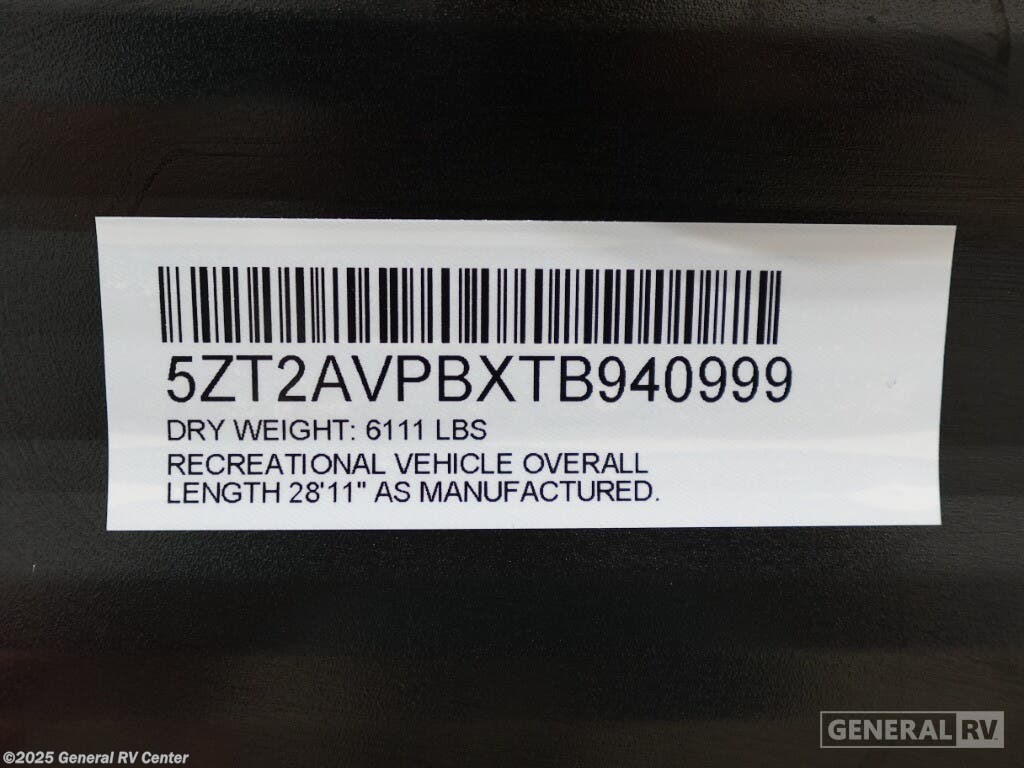 5ZT2AVPBXTB940999
DRY WEIGHT: 6111 LBS
RECREATIONAL VEHICLE OVERALL
LENGTH 28'11" AS MANUFACTURED.
GENERAL RV
©2025 General RV Center